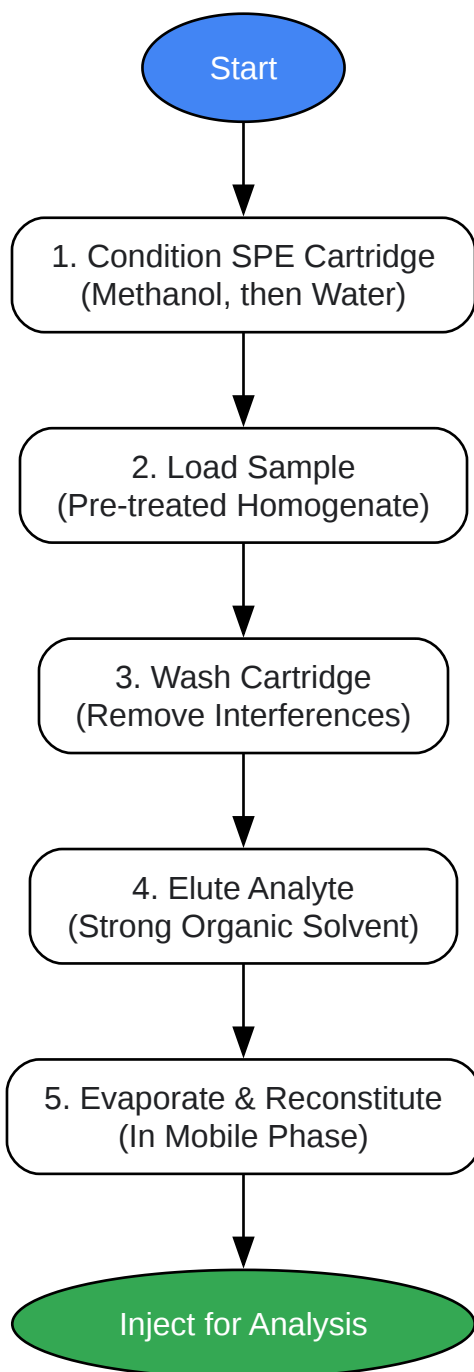 Start
1. Condition SPE Cartridge
(Methanol, then Water)
2. Load Sample
(Pre-treated Homogenate)
3. Wash Cartridge
(Remove Interferences)
4. Elute Analyte
(Strong Organic Solvent)
5. Evaporate & Reconstitute
(In Mobile Phase)
Inject for Analysis